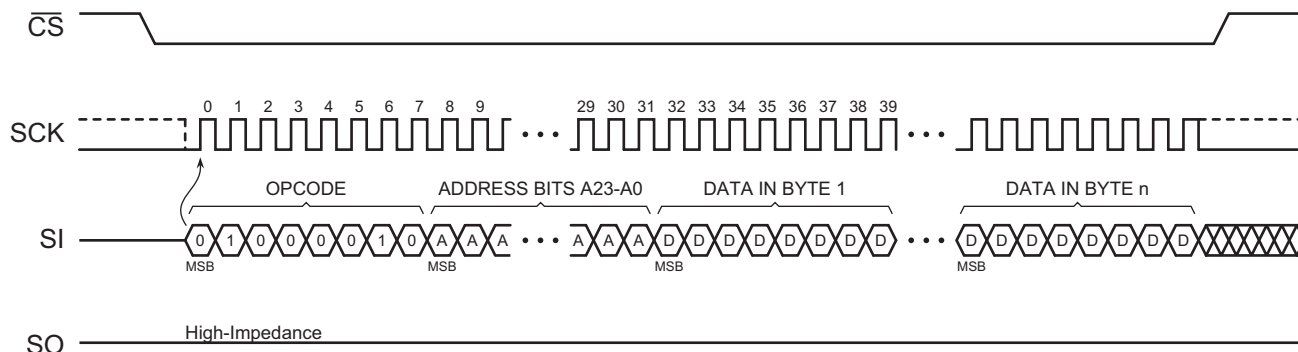 CS
SCK
0 1 2 3 4 5 6 7 8 9 29 30 31 32 33 34 35 36 37 38 39
OPCODE ADDRESS BITS A23-A0 DATA IN BYTE 1 DATA IN BYTE n
SI
0 1 0 0 0 0 1 0 A A A A A A D D D D D D D D D D D D D D D D
MSB MSB MSB MSB
High-Impedance
SO